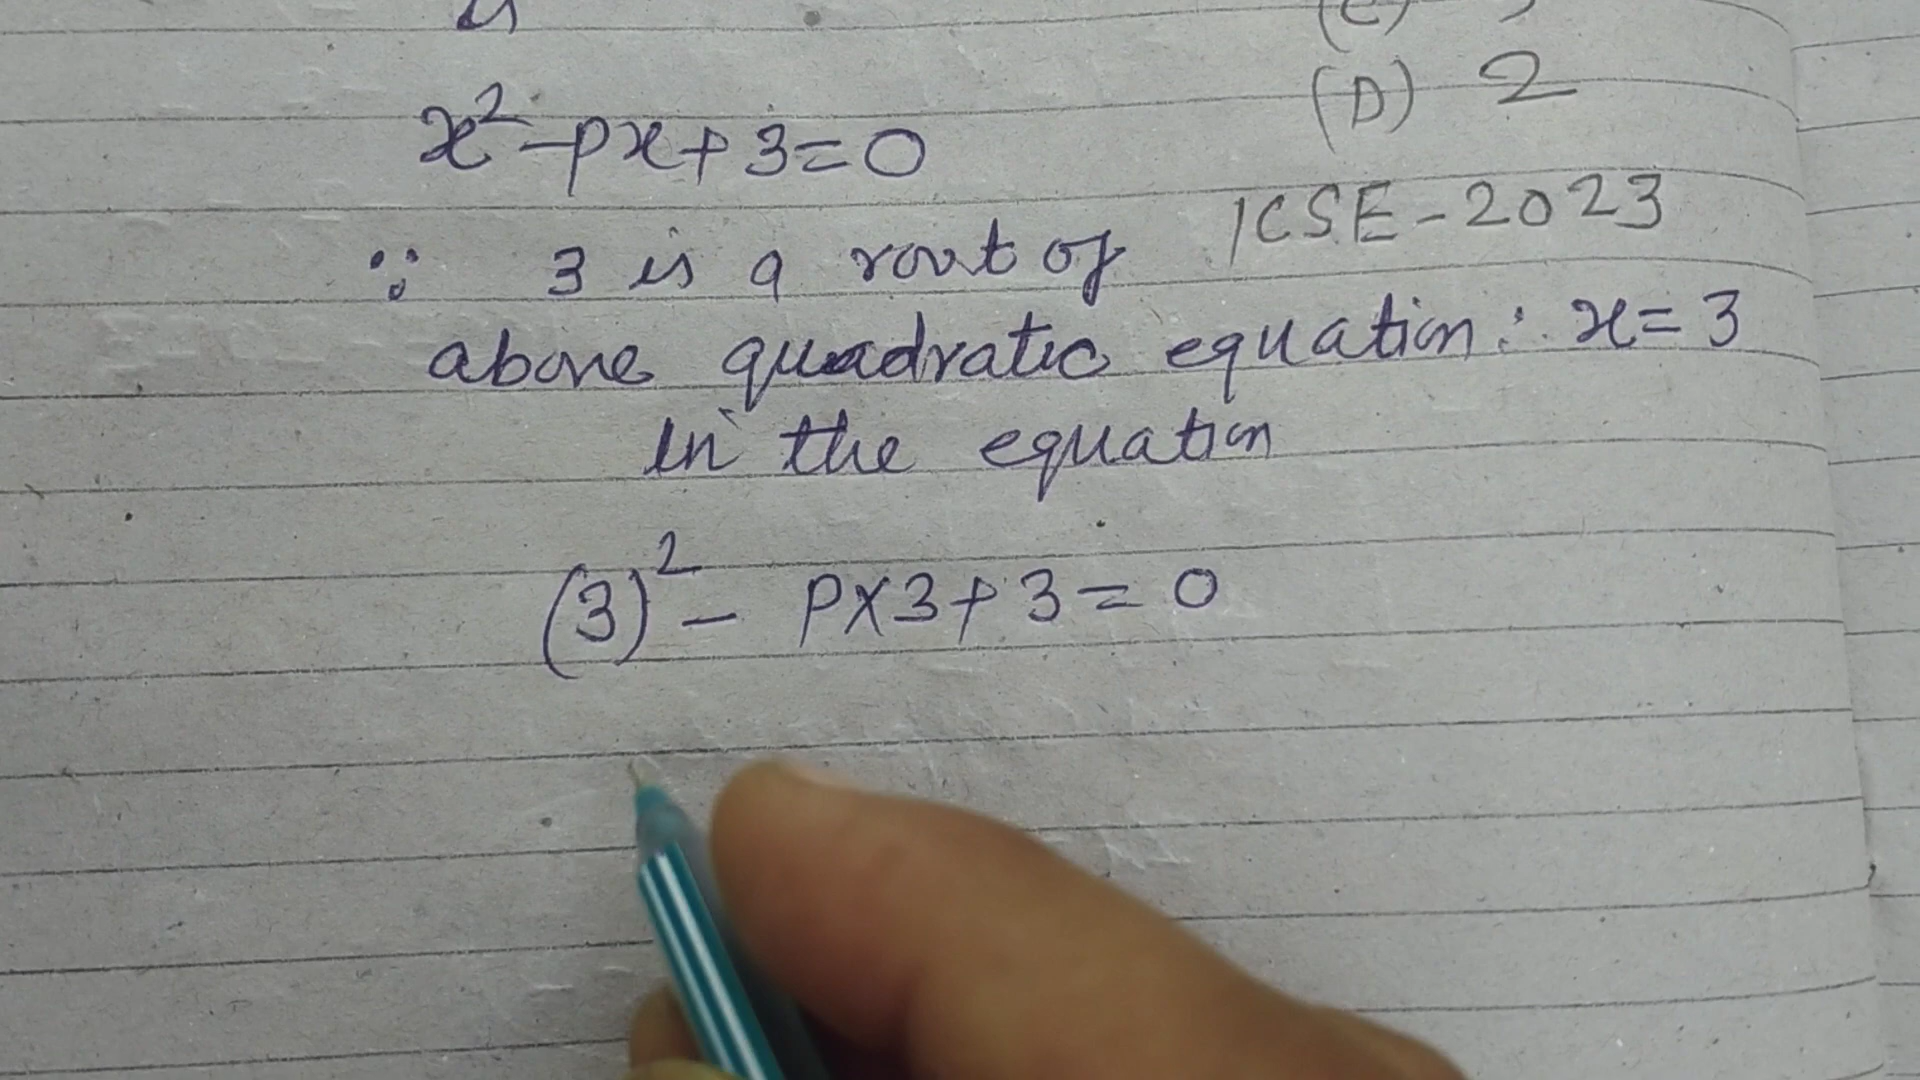 (D) 2
x²-px+3=0
ICSE-2023
∵ 3 is a root of
above quadratic equation ∴ x=3
in the equation
(3)² - p×3+3=0